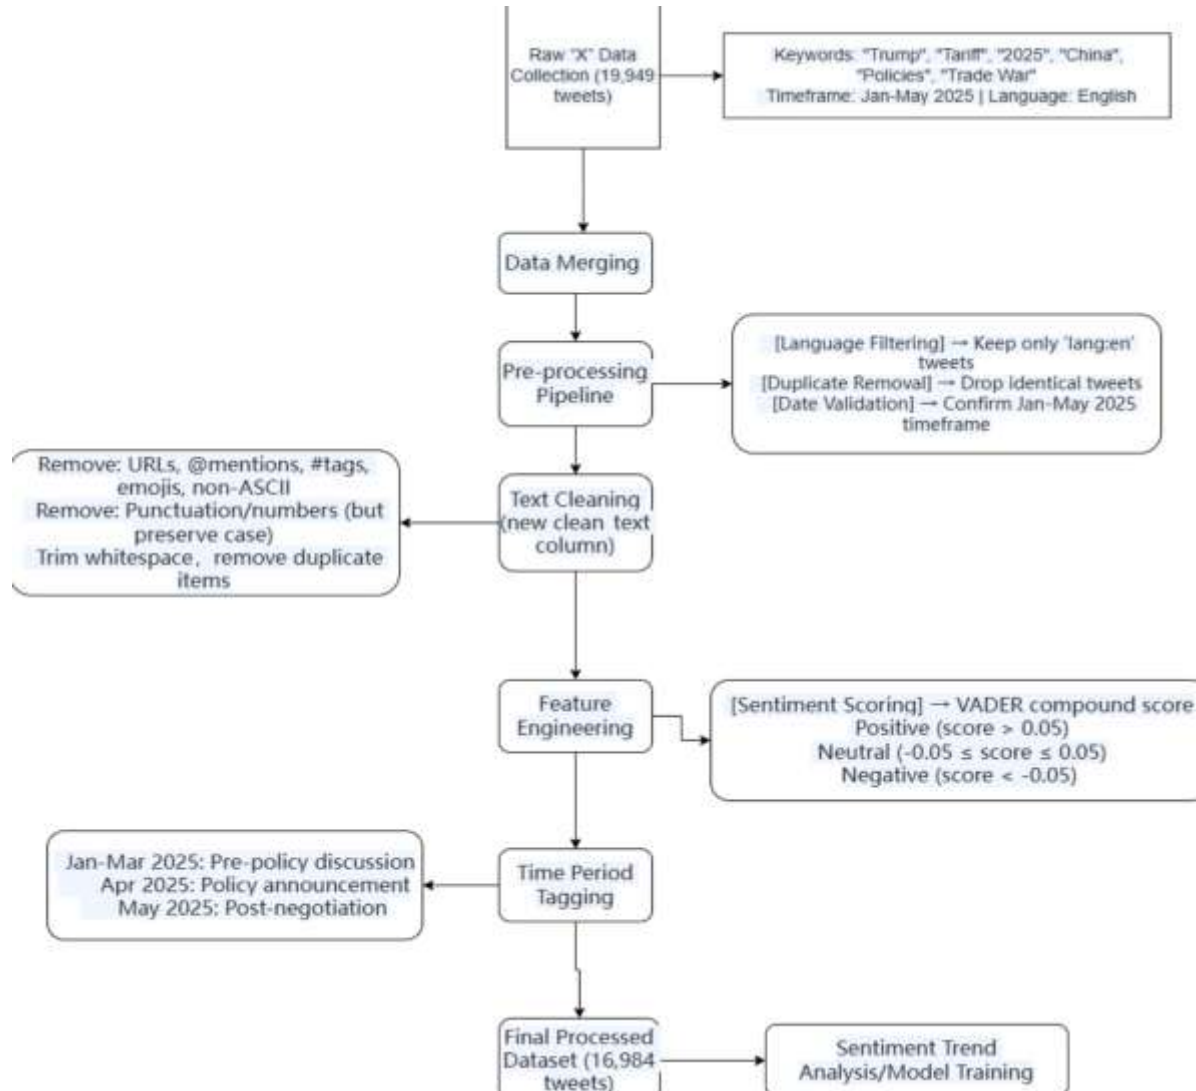 Raw "X" Data
Collection (19,949
tweets)
Keywords: "Trump", "Tariff", "2025", "China",
"Policies", "Trade War"
Timeframe: Jan-May 2025 | Language: English
Data Merging
Pre-processing
Pipeline
[Language Filtering] → Keep only 'lang:en'
tweets
[Duplicate Removal] → Drop identical tweets
[Date Validation] → Confirm Jan-May 2025
timeframe
Remove: URLs, @mentions, #tags,
emojis, non-ASCII
Remove: Punctuation/numbers (but
preserve case)
Trim whitespace, remove duplicate
items
Text Cleaning
(new clean text
column)
Feature
Engineering
[Sentiment Scoring] → VADER compound score
Positive (score > 0.05)
Neutral (-0.05 ≤ score ≤ 0.05)
Negative (score < -0.05)
Jan-Mar 2025: Pre-policy discussion
Apr 2025: Policy announcement
May 2025: Post-negotiation
Time Period
Tagging
Final Processed
Dataset (16,984
tweets)
Sentiment Trend
Analysis/Model Training